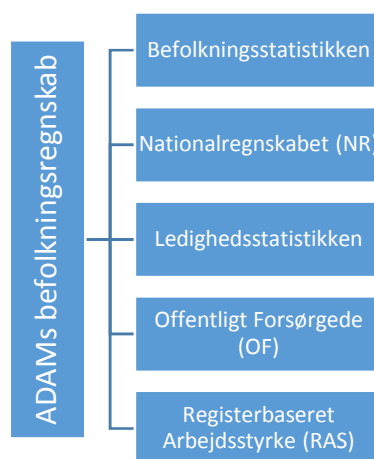 ADAMs befolkningsregnskab
Befolkningsstatistikken
Nationalregnskabet (NR)
Ledighedsstatistikken
Offentligt Forsørgede
(OF)
Registerbaseret
Arbejdsstyrke (RAS)